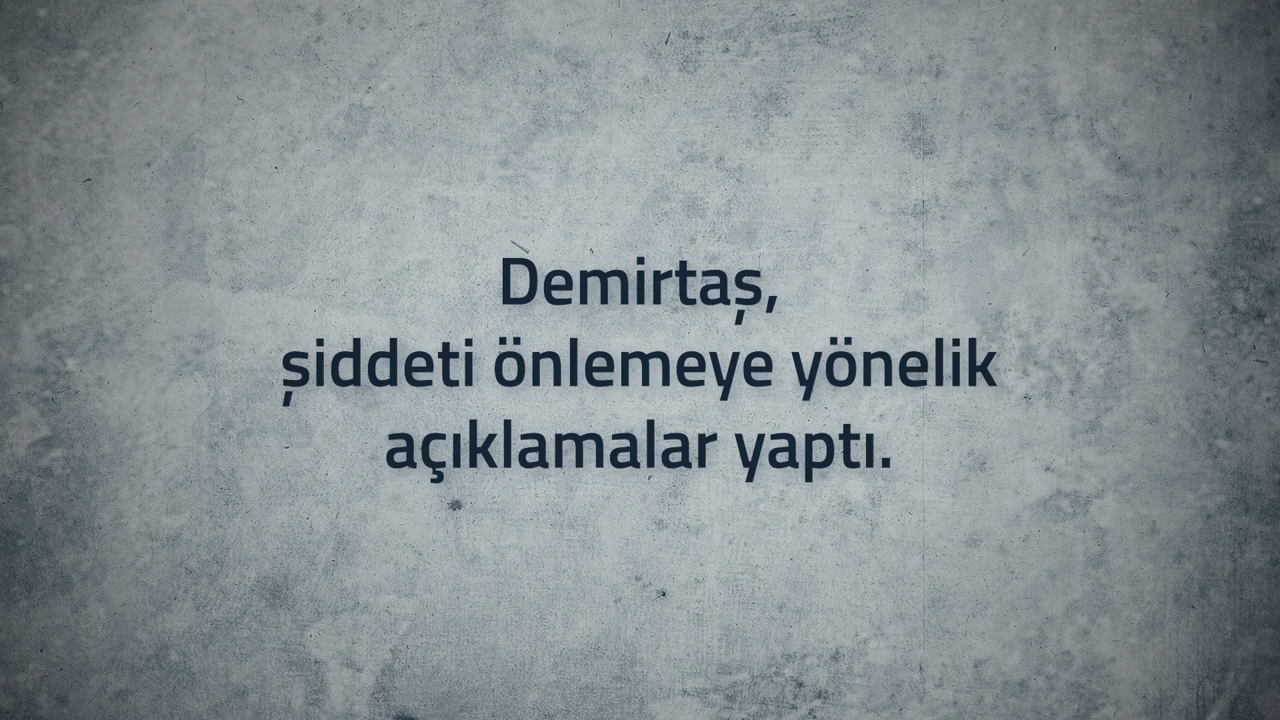 Demirtaş,
şiddeti önlemeye yönelik
açıklamalar yaptı.